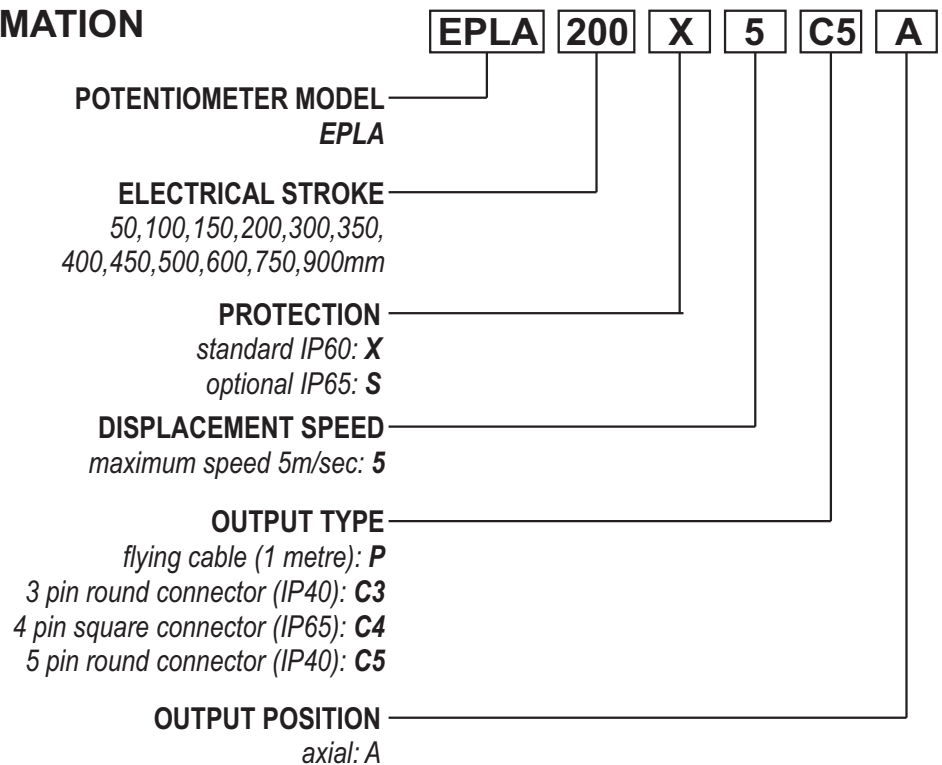 MATION
EPLA 200 X 5 C5 A
POTENTIOMETER MODEL
EPLA
ELECTRICAL STROKE
50,100,150,200,300,350,
400,450,500,600,750,900mm
PROTECTION
standard IP60: X
optional IP65: S
DISPLACEMENT SPEED
maximum speed 5m/sec: 5
OUTPUT TYPE
flying cable (1 metre): P
3 pin round connector (IP40): C3
4 pin square connector (IP65): C4
5 pin round connector (IP40): C5
OUTPUT POSITION
axial: A